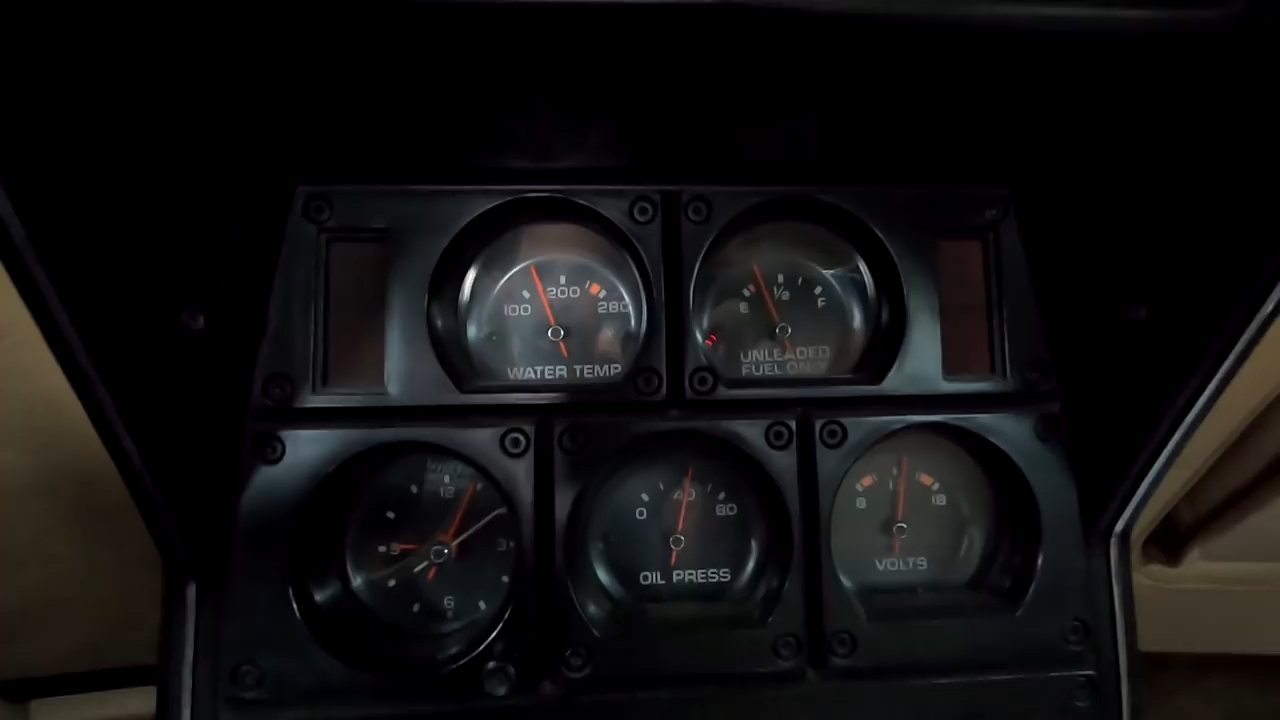 100 200 280
WATER TEMP
E 1/2 F
UNLEADED
FUEL ONLY
12
3
6
9
0 40 80
OIL PRESS
8 18
VOLTS